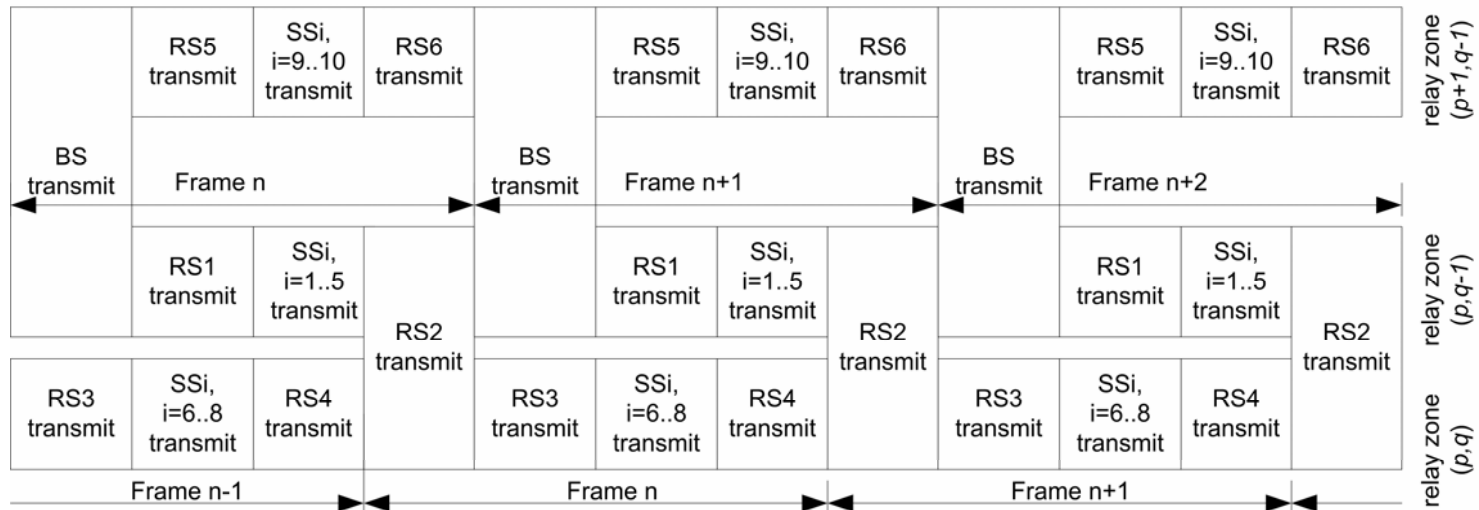 RS5
transmit
SSi,
i=9..10
transmit
RS6
transmit
RS5
transmit
SSi,
i=9..10
transmit
RS6
transmit
RS5
transmit
SSi,
i=9..10
transmit
RS6
transmit
relay zone
(p+1,q-1)
BS
transmit
Frame n
BS
transmit
Frame n+1
BS
transmit
Frame n+2
RS1
transmit
SSi,
i=1..5
transmit
RS2
transmit
RS1
transmit
SSi,
i=1..5
transmit
RS2
transmit
RS1
transmit
SSi,
i=1..5
transmit
RS2
transmit
relay zone
(p,q-1)
RS3
transmit
SSi,
i=6..8
transmit
RS4
transmit
RS3
transmit
SSi,
i=6..8
transmit
RS4
transmit
RS3
transmit
SSi,
i=6..8
transmit
RS4
transmit
relay zone
(p,q)
Frame n-1
Frame n
Frame n+1